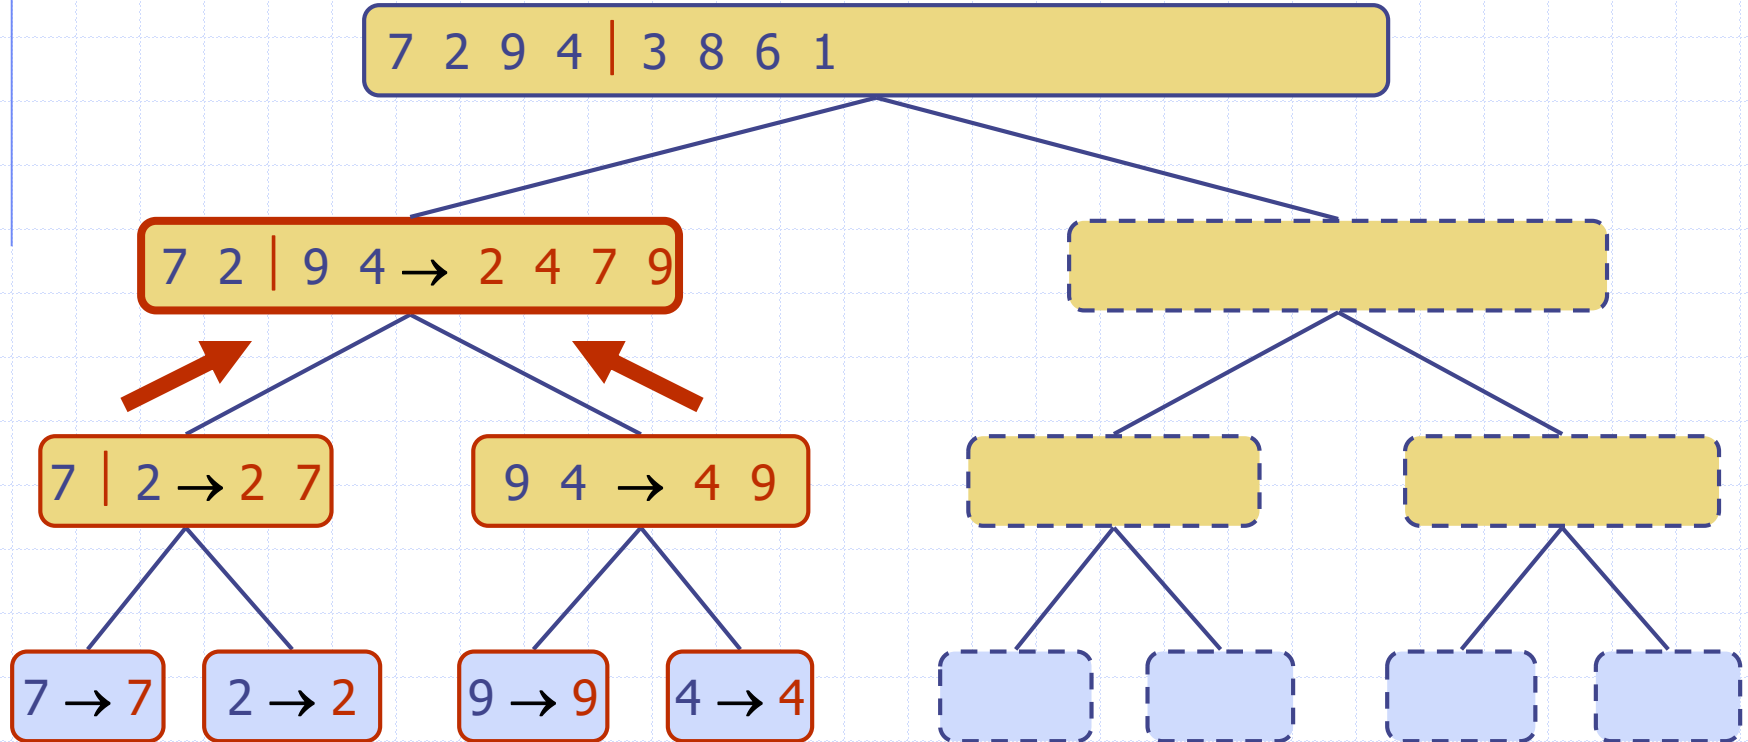 7 2 9 4 | 3 8 6 1
7 2 | 9 4 → 2 4 7 9
7 | 2 → 2 7
9 4 → 4 9
7 → 7
2 → 2
9 → 9
4 → 4